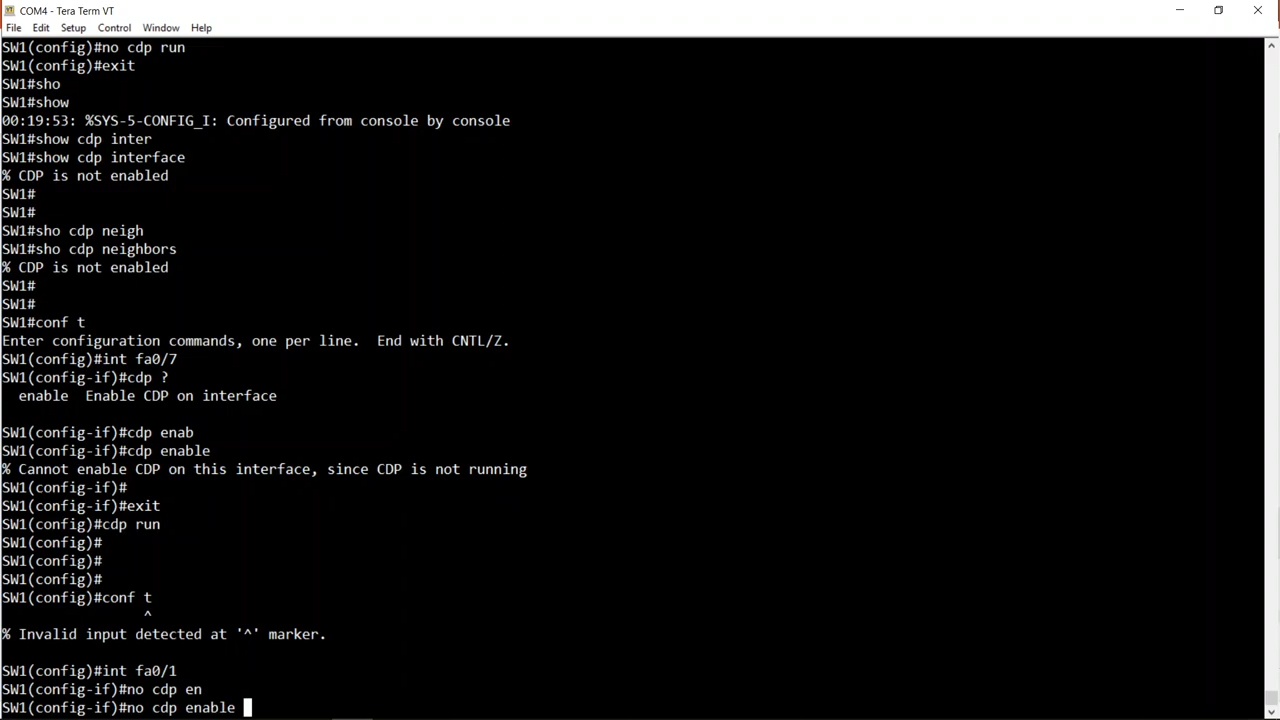 COM4 - Tera Term VT
File Edit Setup Control Window Help
SW1(config)#no cdp run
SW1(config)#exit
SW1#sho
SW1#show
00:19:53: %SYS-5-CONFIG_I: Configured from console by console
SW1#show cdp inter
SW1#show cdp interface
% CDP is not enabled
SW1#
SW1#
SW1#sho cdp neigh
SW1#sho cdp neighbors
% CDP is not enabled
SW1#
SW1#
SW1#conf t
Enter configuration commands, one per line.  End with CNTL/Z.
SW1(config)#int fa0/7
SW1(config-if)#cdp ?
  enable  Enable CDP on interface

SW1(config-if)#cdp enab
SW1(config-if)#cdp enable
% Cannot enable CDP on this interface, since CDP is not running
SW1(config-if)#
SW1(config-if)#exit
SW1(config)#cdp run
SW1(config)#
SW1(config)#
SW1(config)#
SW1(config)#conf t
                 ^
% Invalid input detected at '^' marker.

SW1(config)#int fa0/1
SW1(config-if)#no cdp en
SW1(config-if)#no cdp enable